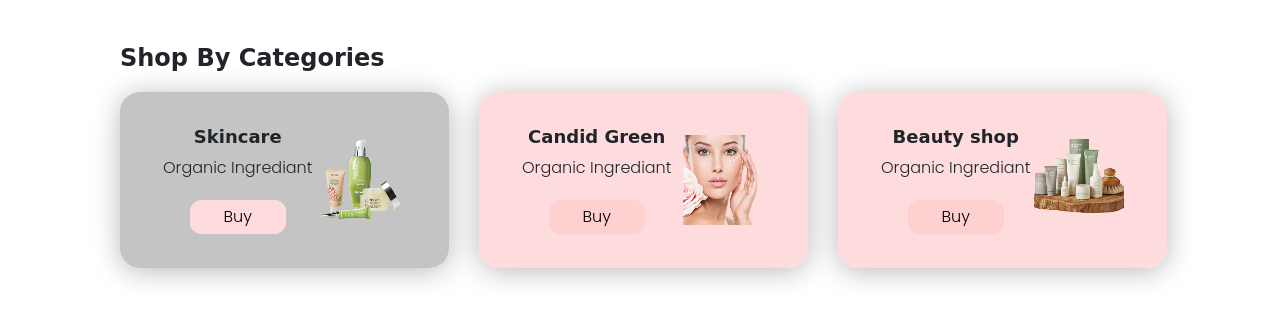 Shop By Categories
Skincare
Organic Ingrediant
Buy
Candid Green
Organic Ingrediant
Buy
Beauty shop
Organic Ingrediant
Buy